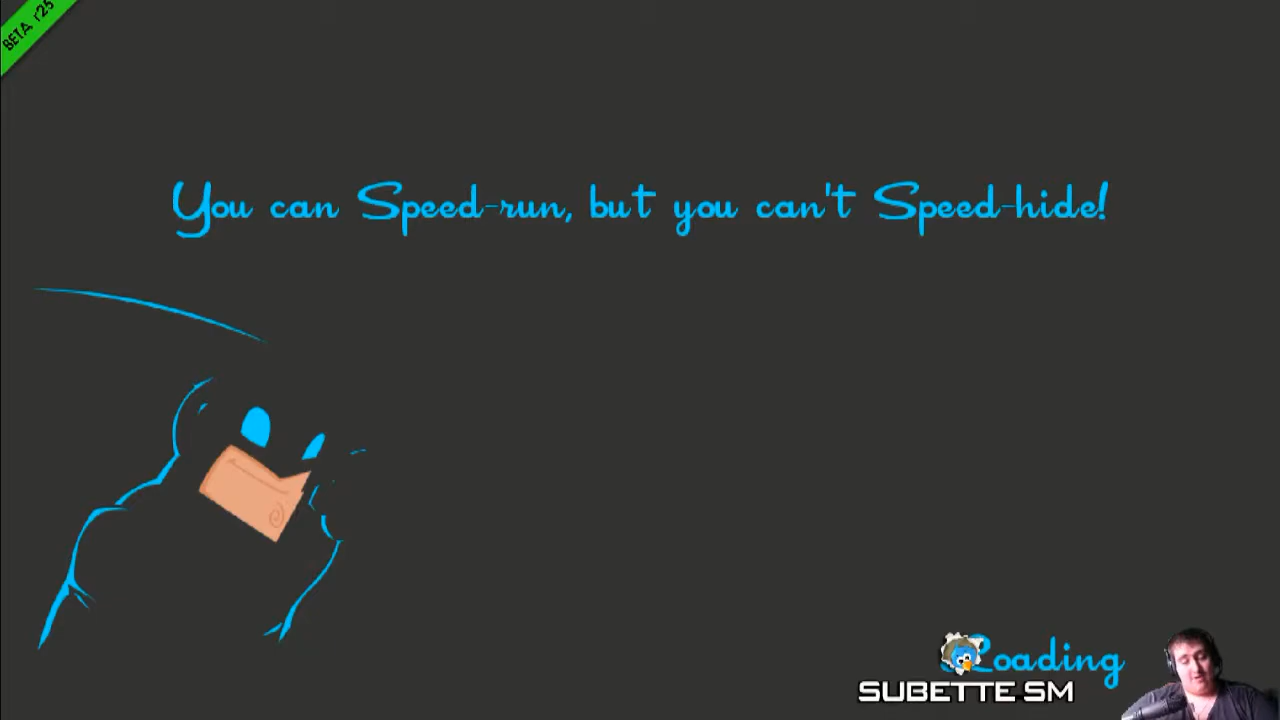 BETA r25
You can Speed-run, but you can't Speed-hide!
Loading
SUBETTE SM